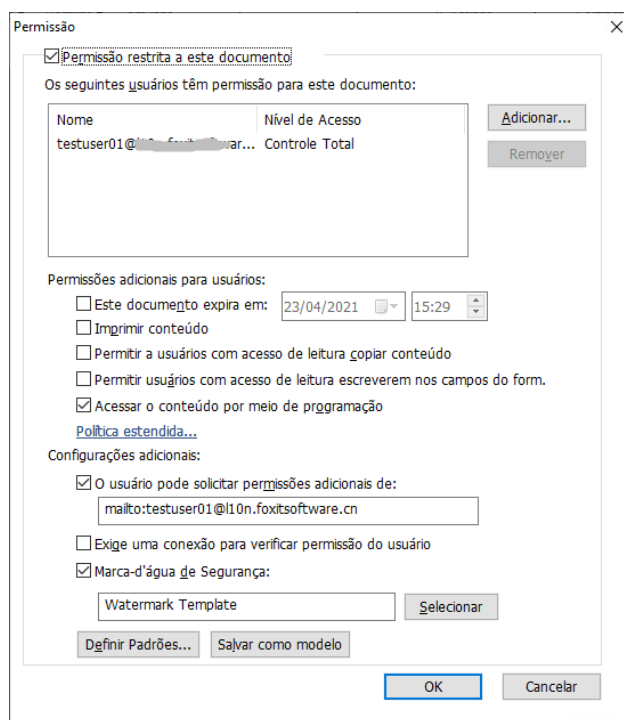 Permissão
Permissão restrita a este documento
Os seguintes usuários têm permissão para este documento:
Nome Nível de Acesso
testuser01@ ... Controle Total
Adicionar...
Remover
Permissões adicionais para usuários:
Este documento expira em: 23/04/2021 15:29
Imprimir conteúdo
Permitir a usuários com acesso de leitura copiar conteúdo
Permitir usuários com acesso de leitura escreverem nos campos do form.
Acessar o conteúdo por meio de programação
Política estendida...
Configurações adicionais:
O usuário pode solicitar permissões adicionais de:
mailto:testuser01@l10n.foxitsoftware.cn
Exige uma conexão para verificar permissão do usuário
Marca-d'água de Segurança:
Watermark Template Selecionar
Definir Padrões... Salvar como modelo
OK Cancelar